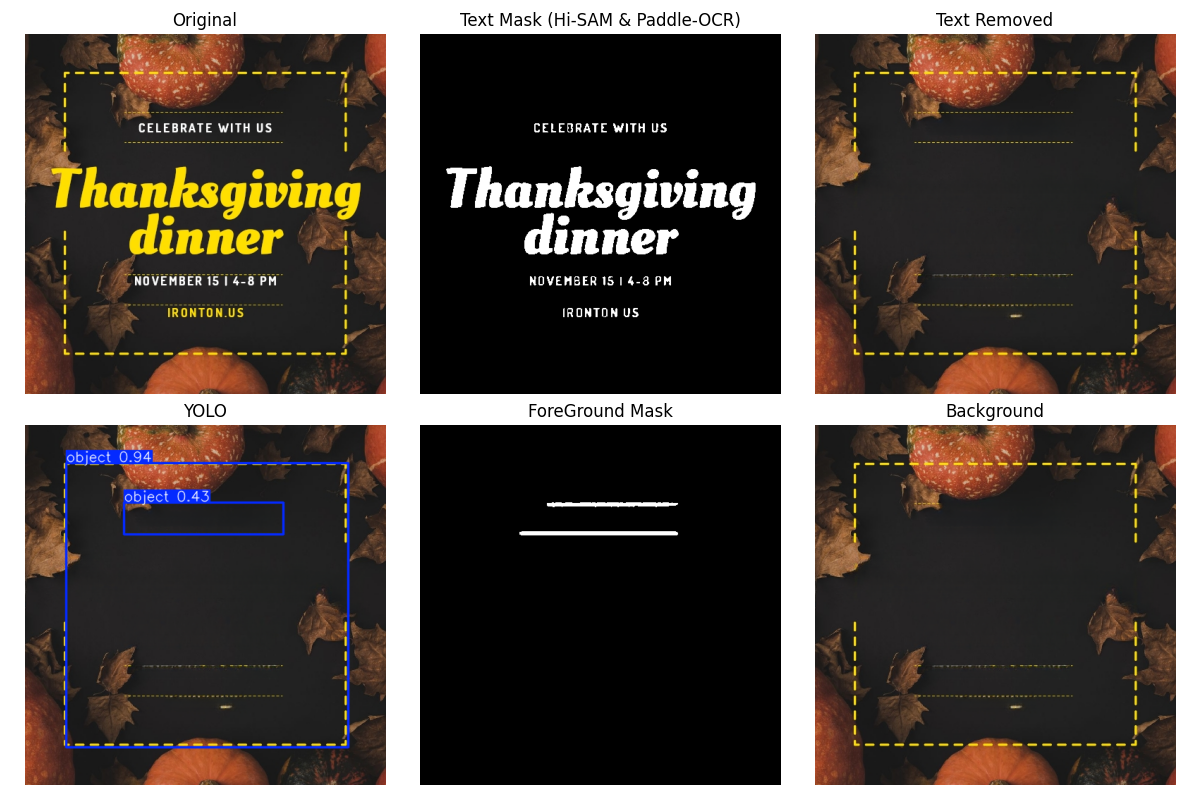 Original
Text Mask (Hi-SAM & Paddle-OCR)
Text Removed
CELEBRATE WITH US
Thanksgiving
dinner
NOVEMBER 15 | 4-8 PM
IRONTON.US
CELEBRATE WITH US
Thanksgiving
dinner
NOVEMBER 15 | 4-8 PM
IRONTON US
YOLO
ForeGround Mask
Background
object 0.94
object 0.43